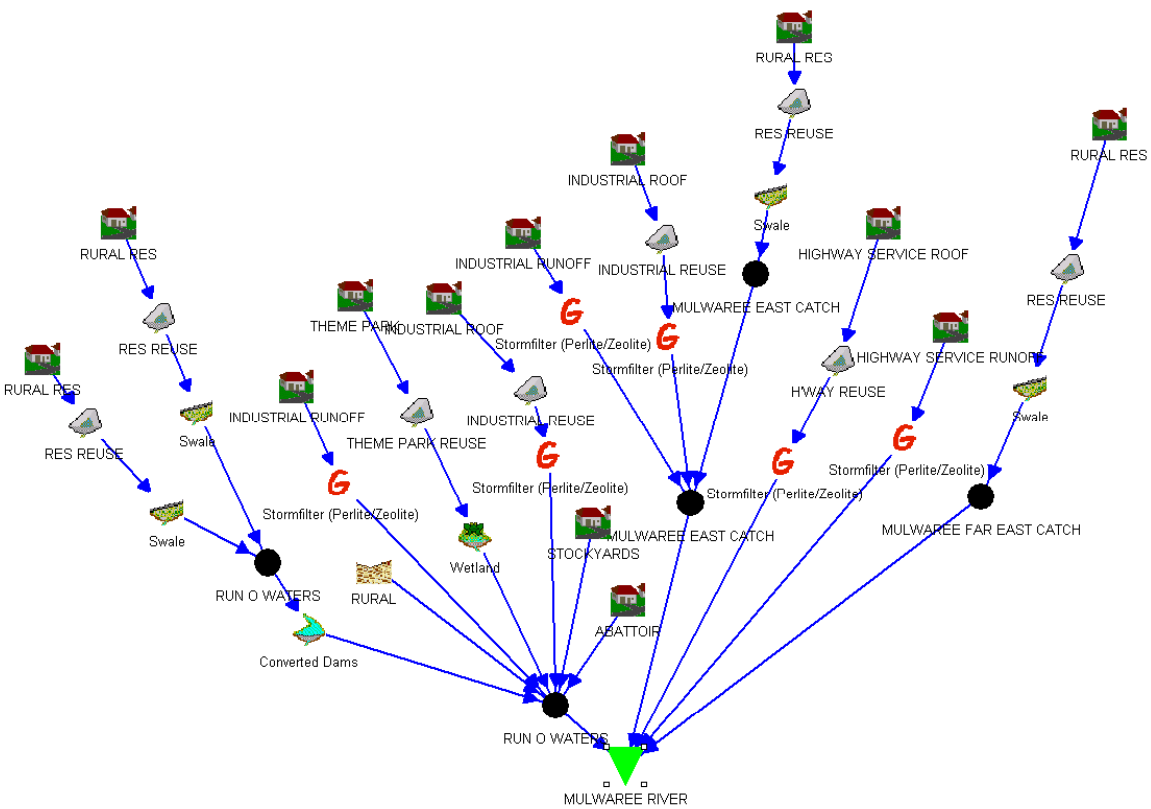 RURAL RES
RES REUSE
RURAL RES
INDUSTRIAL ROOF
Swale
RURAL RES
HIGHWAY SERVICE ROOF
INDUSTRIAL RUNOFF
INDUSTRIAL REUSE
RES REUSE
MULWAREE EAST CATCH
THEME PARK
INDUSTRIAL ROOF
Stormfilter (Perlite/Zeolite)
RES REUSE
HIGHWAY SERVICE RUNOFF
Stormfilter (Perlite/Zeolite)
RURAL RES
H'WAY REUSE
INDUSTRIAL RUNOFF
INDUSTRIAL REUSE
Swale
Swale
THEME PARK REUSE
RES REUSE
Stormfilter (Perlite/Zeolite)
Stormfilter (Perlite/Zeolite)
Stormfilter (Perlite/Zeolite)
Stormfilter (Perlite/Zeolite)
MULWAREE FAR EAST CATCH
MULWAREE EAST CATCH
Swale
STOCKYARDS
Wetland
RUN O WATERS
RURAL
ABATTOIR
Converted Dams
RUN O WATERS
MULWAREE RIVER
G
G
G
G
G
G